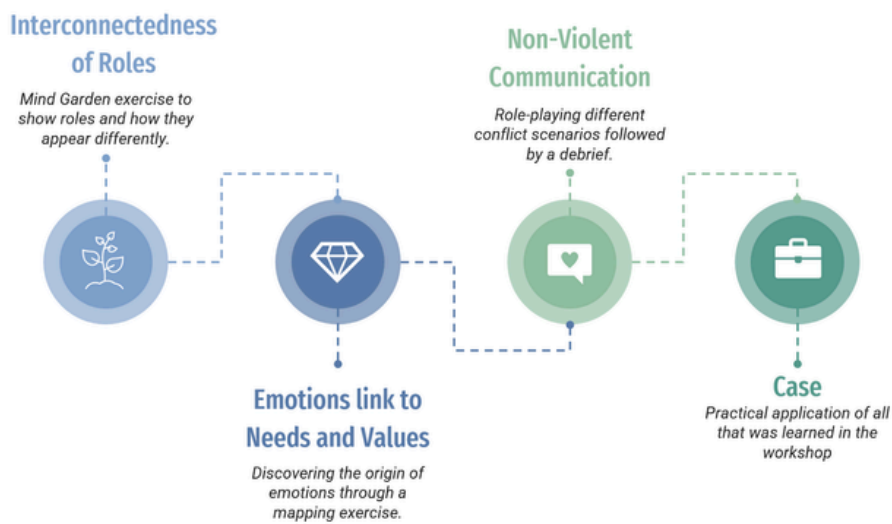 Interconnectedness
of Roles
Mind Garden exercise to
show roles and how they
appear differently.
Emotions link to
Needs and Values
Discovering the origin of
emotions through a
mapping exercise.
Non-Violent
Communication
Role-playing different
conflict scenarios followed
by a debrief.
Case
Practical application of all
that was learned in the
workshop